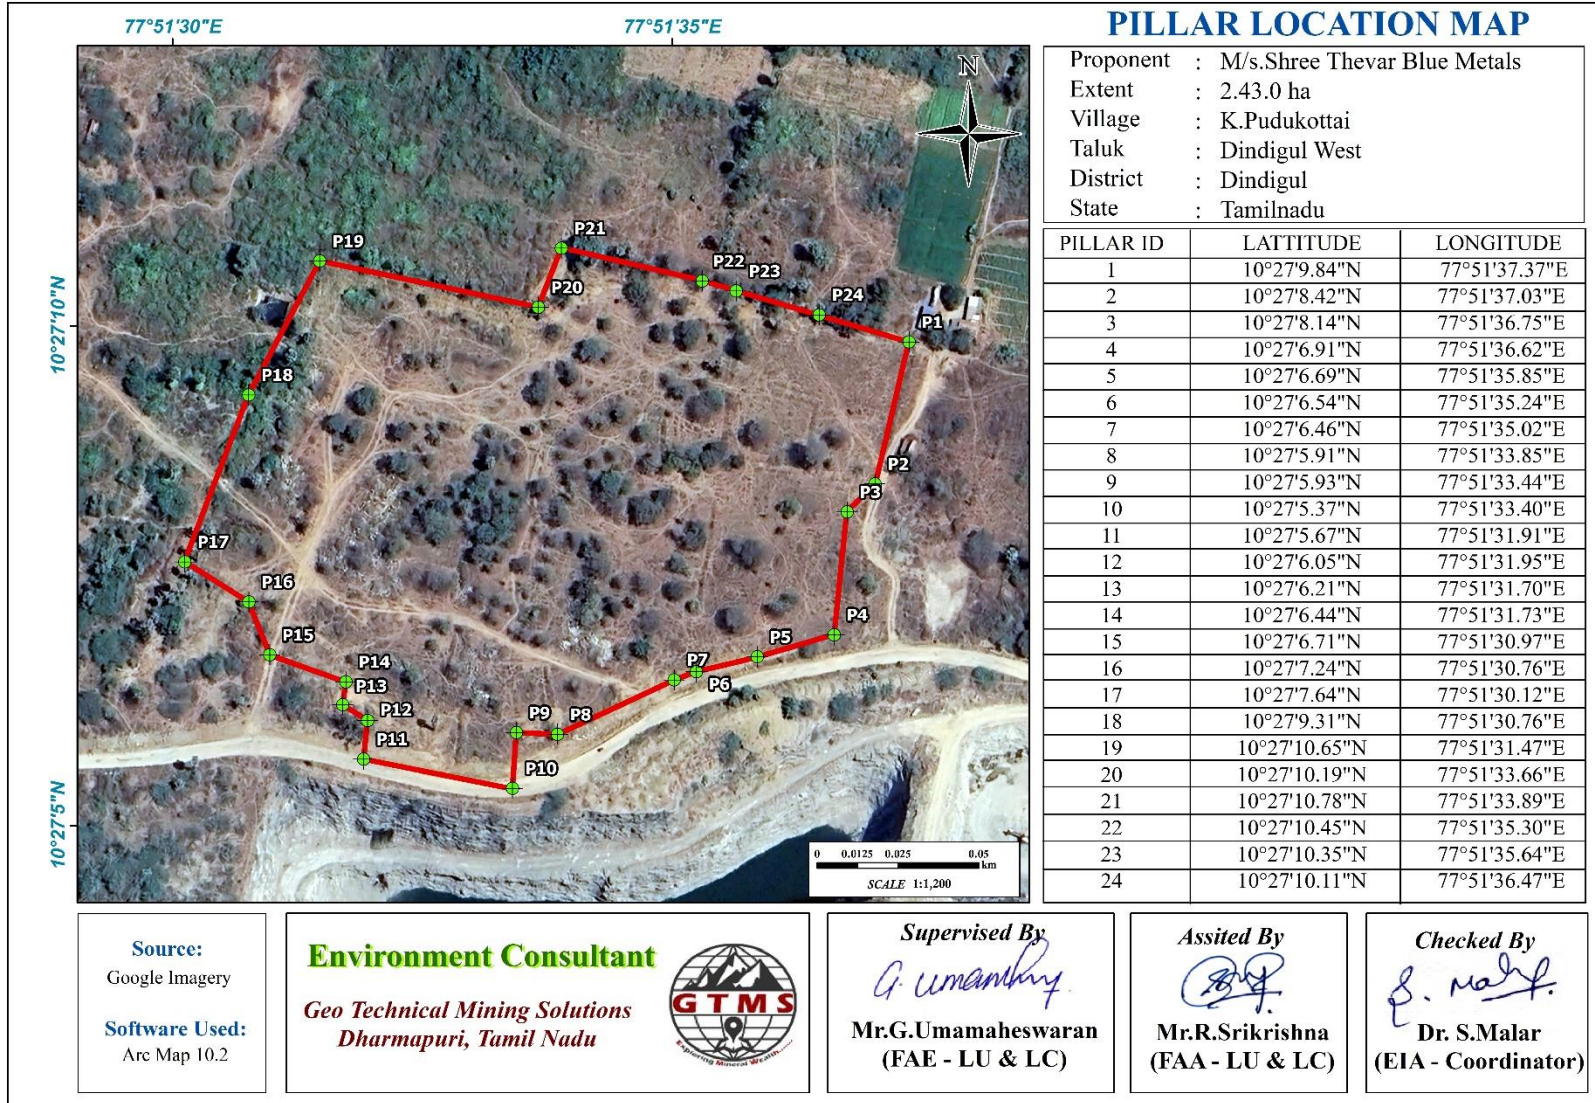 PILLAR LOCATION MAP
77°51'30"E
77°51'35"E
10°27'10"N
10°27'5"N
N
P19
P21
P22
P23
P20
P24
P1
P18
P2
P3
P17
P16
P4
P15
P5
P14
P7
P13
P6
P12
P9
P8
P11
P10
0 0.0125 0.025 0.05
km
SCALE 1:1,200
Proponent : M/s.Shree Thevar Blue Metals
Extent : 2.43.0 ha
Village : K.Pudukottai
Taluk : Dindigul West
District : Dindigul
State : Tamilnadu
PILLAR ID LATTITUDE LONGITUDE
1 10°27'9.84"N 77°51'37.37"E
2 10°27'8.42"N 77°51'37.03"E
3 10°27'8.14"N 77°51'36.75"E
4 10°27'6.91"N 77°51'36.62"E
5 10°27'6.69"N 77°51'35.85"E
6 10°27'6.54"N 77°51'35.24"E
7 10°27'6.46"N 77°51'35.02"E
8 10°27'5.91"N 77°51'33.85"E
9 10°27'5.93"N 77°51'33.44"E
10 10°27'5.37"N 77°51'33.40"E
11 10°27'5.67"N 77°51'31.91"E
12 10°27'6.05"N 77°51'31.95"E
13 10°27'6.21"N 77°51'31.70"E
14 10°27'6.44"N 77°51'31.73"E
15 10°27'6.71"N 77°51'30.97"E
16 10°27'7.24"N 77°51'30.76"E
17 10°27'7.64"N 77°51'30.12"E
18 10°27'9.31"N 77°51'30.76"E
19 10°27'10.65"N 77°51'31.47"E
20 10°27'10.19"N 77°51'33.66"E
21 10°27'10.78"N 77°51'33.89"E
22 10°27'10.45"N 77°51'35.30"E
23 10°27'10.35"N 77°51'35.64"E
24 10°27'10.11"N 77°51'36.47"E
Source:
Google Imagery
Software Used:
Arc Map 10.2
Environment Consultant
Geo Technical Mining Solutions
Dharmapuri, Tamil Nadu
GTMS
Exploring Mineral Wealth......
Supervised By
Mr.G.Umamaheswaran
(FAE - LU & LC)
Assited By
Mr.R.Srikrishna
(FAA - LU & LC)
Checked By
Dr. S.Malar
(EIA - Coordinator)